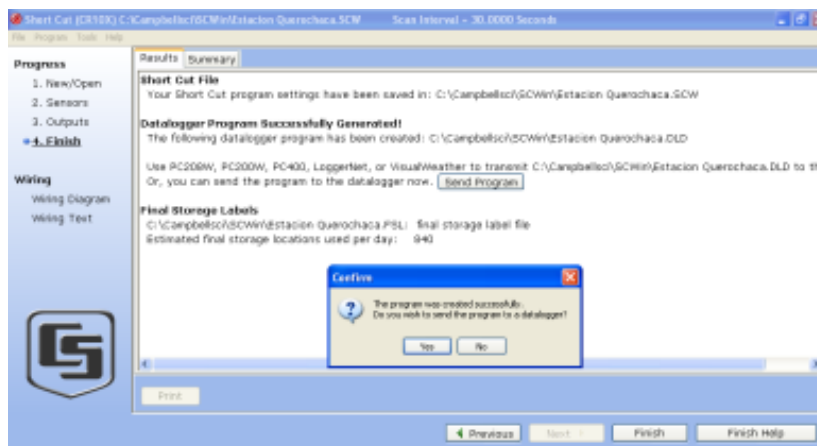 Short Cut (CR10X) C:\Campbellsci\SCWin\Estacion Querochaca.SCW Scan Interval = 30.0000 Seconds
File Program Tools Help
Progress
1. New/Open
2. Sensors
3. Outputs
4. Finish
Wiring
Wiring Diagram
Wiring Text
Results Summary
Short Cut File
Your Short Cut program settings have been saved in: C:\Campbellsci\SCWin\Estacion Querochaca.SCW
Datalogger Program Successfully Generated!
The following datalogger program has been created: C:\Campbellsci\SCWin\Estacion Querochaca.DLD
Use PC208W, PC200W, PC400, LoggerNet, or VisualWeather to transmit C:\Campbellsci\SCWin\Estacion Querochaca.DLD to th
Or, you can send the program to the datalogger now. Send Program
Final Storage Labels
C:\Campbellsci\SCWin\Estacion Querochaca.FSL: final storage label file
Estimated final storage locations used per day: 840
Confirm
The program was created successfully.
Do you wish to send the program to a datalogger?
Yes No
Print
Previous Next Finish Finish Help